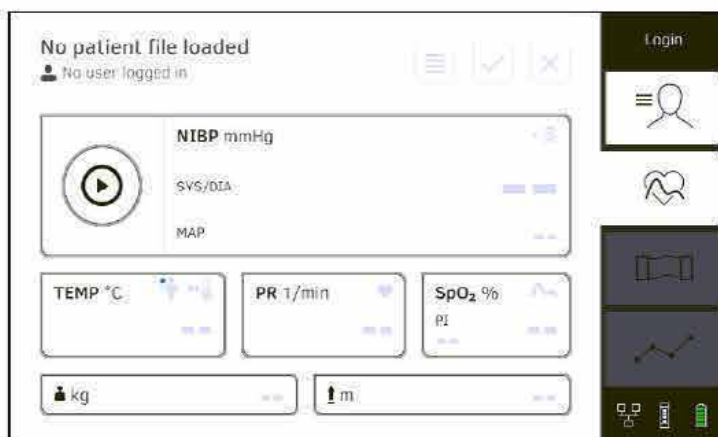 No patient file loaded
No user logged in
Login
NIBP mmHg
SYS/DIA
-- --
MAP
--
TEMP °C
--
PR 1/min
--
SpO₂ %
PI
-- --
kg
--
m
--